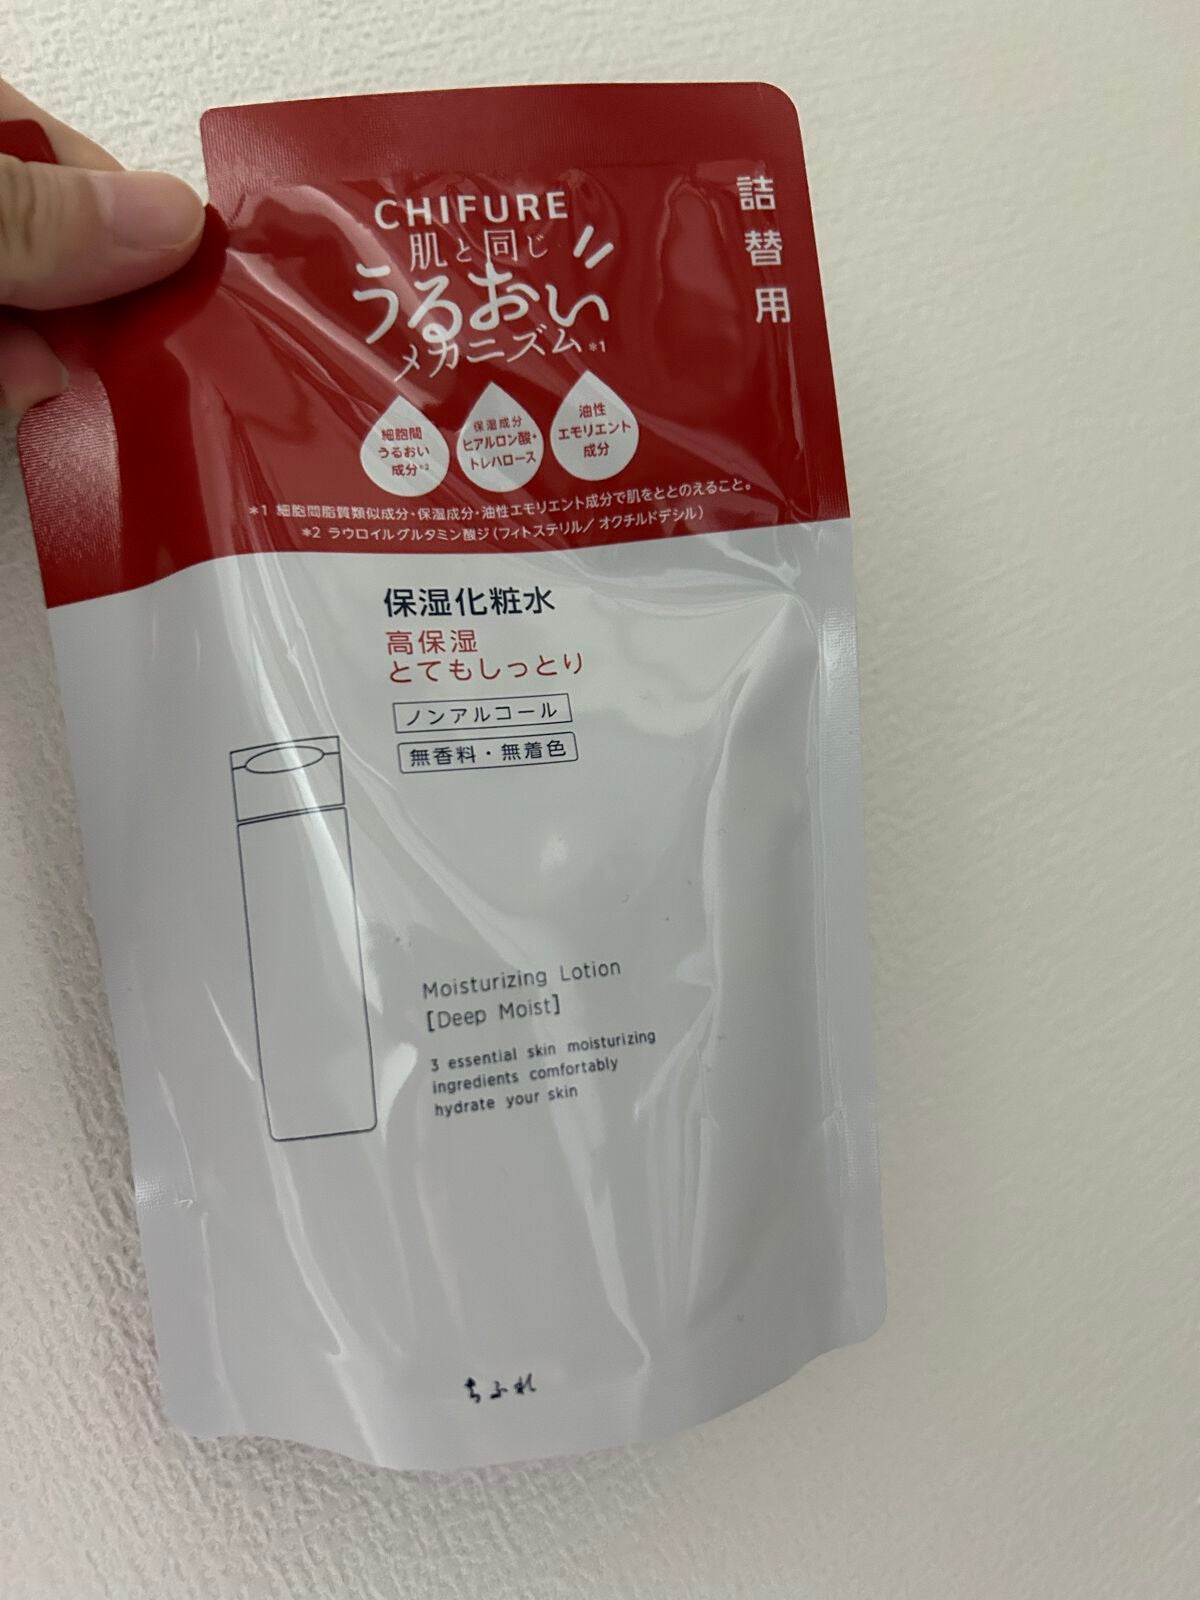 CHIFURE
肌と同じ
うるおい
メカニズム*1
詰替用
細胞間
うるおい
成分*2
保湿成分
ヒアルロン酸・
トレハロース
油性
エモリエント
成分
*1 細胞間脂質類似成分・保湿成分・油性エモリエント成分で肌をととのえること。
*2 ラウロイルグルタミン酸ジ(フィトステリル/オクチルドデシル)
保湿化粧水
高保湿
とてもしっとり
ノンアルコール
無香料・無着色
Moisturizing Lotion
[Deep Moist]
3 essential skin moisturizing
ingredients comfortably
hydrate your skin
ちふれ